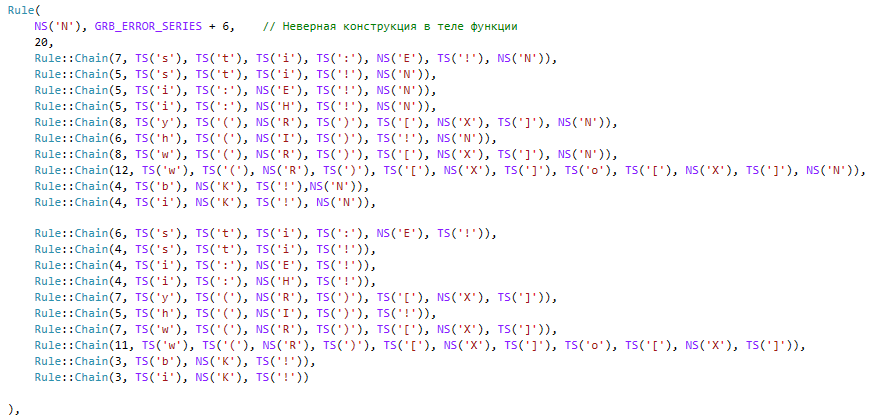 Rule(
NS('N'), GRB_ERROR_SERIES + 6,    // Неверная конструкция в теле функции
20,
Rule::Chain(7, TS('s'), TS('t'), TS('i'), TS(':'), NS('E'), TS('!'), NS('N')),
Rule::Chain(5, TS('s'), TS('t'), TS('i'), TS('!'), NS('N')),
Rule::Chain(5, TS('i'), TS(':'), NS('E'), TS('!'), NS('N')),
Rule::Chain(5, TS('i'), TS(':'), NS('H'), TS('!'), NS('N')),
Rule::Chain(8, TS('y'), TS('('), NS('R'), TS(')'), TS('['), NS('X'), TS(']'), NS('N')),
Rule::Chain(6, TS('h'), TS('('), NS('I'), TS(')'), TS('!'), NS('N')),
Rule::Chain(8, TS('w'), TS('('), NS('R'), TS(')'), TS('['), NS('X'), TS(']'), NS('N')),
Rule::Chain(12, TS('w'), TS('('), NS('R'), TS(')'), TS('['), NS('X'), TS(']'), TS('o'), TS('['), NS('X'), TS(']'), NS('N')),
Rule::Chain(4, TS('b'), NS('K'), TS('!'),NS('N')),
Rule::Chain(4, TS('i'), NS('K'), TS('!'), NS('N')),
Rule::Chain(6, TS('s'), TS('t'), TS('i'), TS(':'), NS('E'), TS('!')),
Rule::Chain(4, TS('s'), TS('t'), TS('i'), TS('!')),
Rule::Chain(4, TS('i'), TS(':'), NS('E'), TS('!')),
Rule::Chain(4, TS('i'), TS(':'), NS('H'), TS('!')),
Rule::Chain(7, TS('y'), TS('('), NS('R'), TS(')'), TS('['), NS('X'), TS(']')),
Rule::Chain(5, TS('h'), TS('('), NS('I'), TS(')'), TS('!')),
Rule::Chain(7, TS('w'), TS('('), NS('R'), TS(')'), TS('['), NS('X'), TS(']')),
Rule::Chain(11, TS('w'), TS('('), NS('R'), TS(')'), TS('['), NS('X'), TS(']'), TS('o'), TS('['), NS('X'), TS(']')),
Rule::Chain(3, TS('b'), NS('K'), TS('!')),
Rule::Chain(3, TS('i'), NS('K'), TS('!'))
),